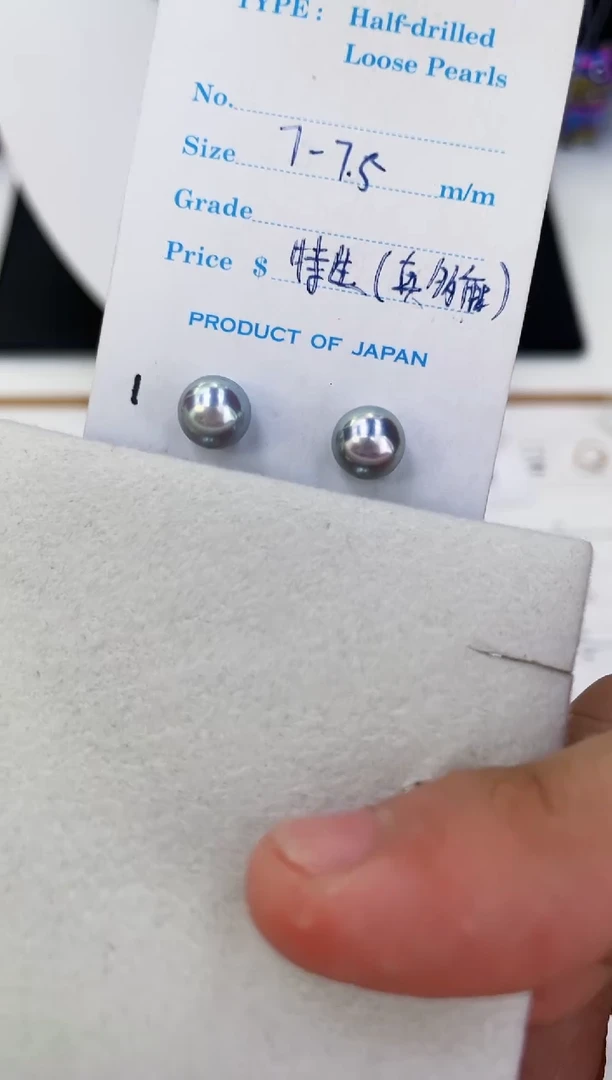 TYPE: Half-drilled
Loose Pearls
No.
Size 7-7.5 m/m
Grade
Price $ 特选 (真多麻)
PRODUCT OF JAPAN
1